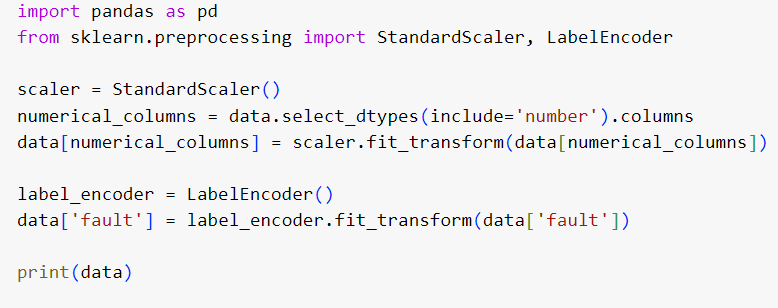 import pandas as pd
from sklearn.preprocessing import StandardScaler, LabelEncoder
scaler = StandardScaler()
numerical_columns = data.select_dtypes(include='number').columns
data[numerical_columns] = scaler.fit_transform(data[numerical_columns])
label_encoder = LabelEncoder()
data['fault'] = label_encoder.fit_transform(data['fault'])
print(data)